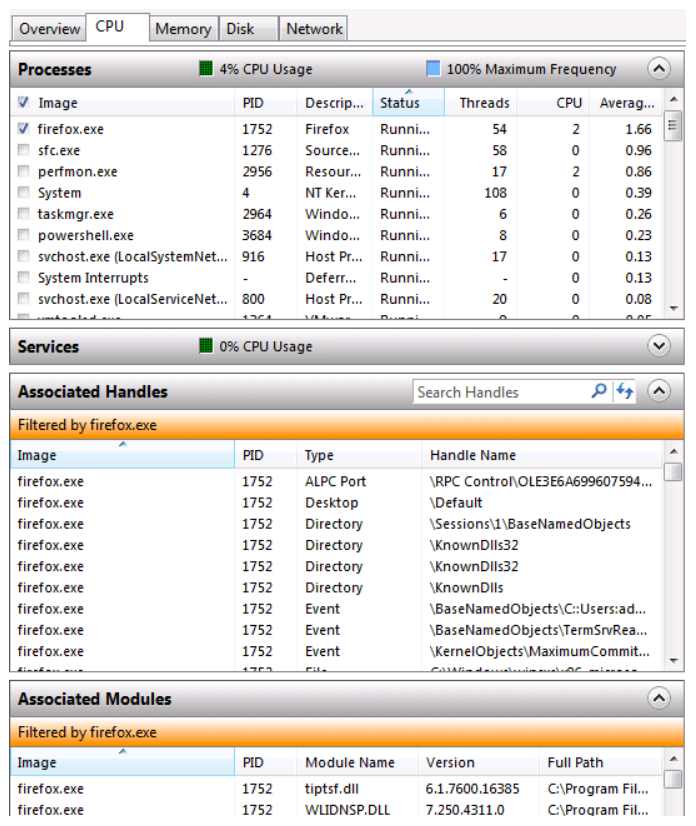 Overview CPU Memory Disk Network
Processes 4% CPU Usage 100% Maximum Frequency
Image PID Descrip... Status Threads CPU Averag...
firefox.exe 1752 Firefox Runni... 54 2 1.66
sfc.exe 1276 Source... Runni... 58 0 0.96
perfmon.exe 2956 Resour... Runni... 17 2 0.86
System 4 NT Ker... Runni... 108 0 0.39
taskmgr.exe 2964 Windo... Runni... 6 0 0.26
powershell.exe 3684 Windo... Runni... 8 0 0.23
svchost.exe (LocalSystemNet... 916 Host Pr... Runni... 17 0 0.13
System Interrupts - Deferr... Runni... - 0 0.13
svchost.exe (LocalServiceNet... 800 Host Pr... Runni... 20 0 0.08
Services 0% CPU Usage
Associated Handles Search Handles
Filtered by firefox.exe
Image PID Type Handle Name
firefox.exe 1752 ALPC Port \RPC Control\OLE3E6A699607594...
firefox.exe 1752 Desktop \Default
firefox.exe 1752 Directory \Sessions\1\BaseNamedObjects
firefox.exe 1752 Directory \KnownDlls32
firefox.exe 1752 Directory \KnownDlls32
firefox.exe 1752 Directory \KnownDlls
firefox.exe 1752 Event \BaseNamedObjects\C::Users:ad...
firefox.exe 1752 Event \BaseNamedObjects\TermSrvRea...
firefox.exe 1752 Event \KernelObjects\MaximumCommit...
Associated Modules
Filtered by firefox.exe
Image PID Module Name Version Full Path
firefox.exe 1752 tiptsf.dll 6.1.7600.16385 C:\Program Fil...
firefox.exe 1752 WLIDNSP.DLL 7.250.4311.0 C:\Program Fil...